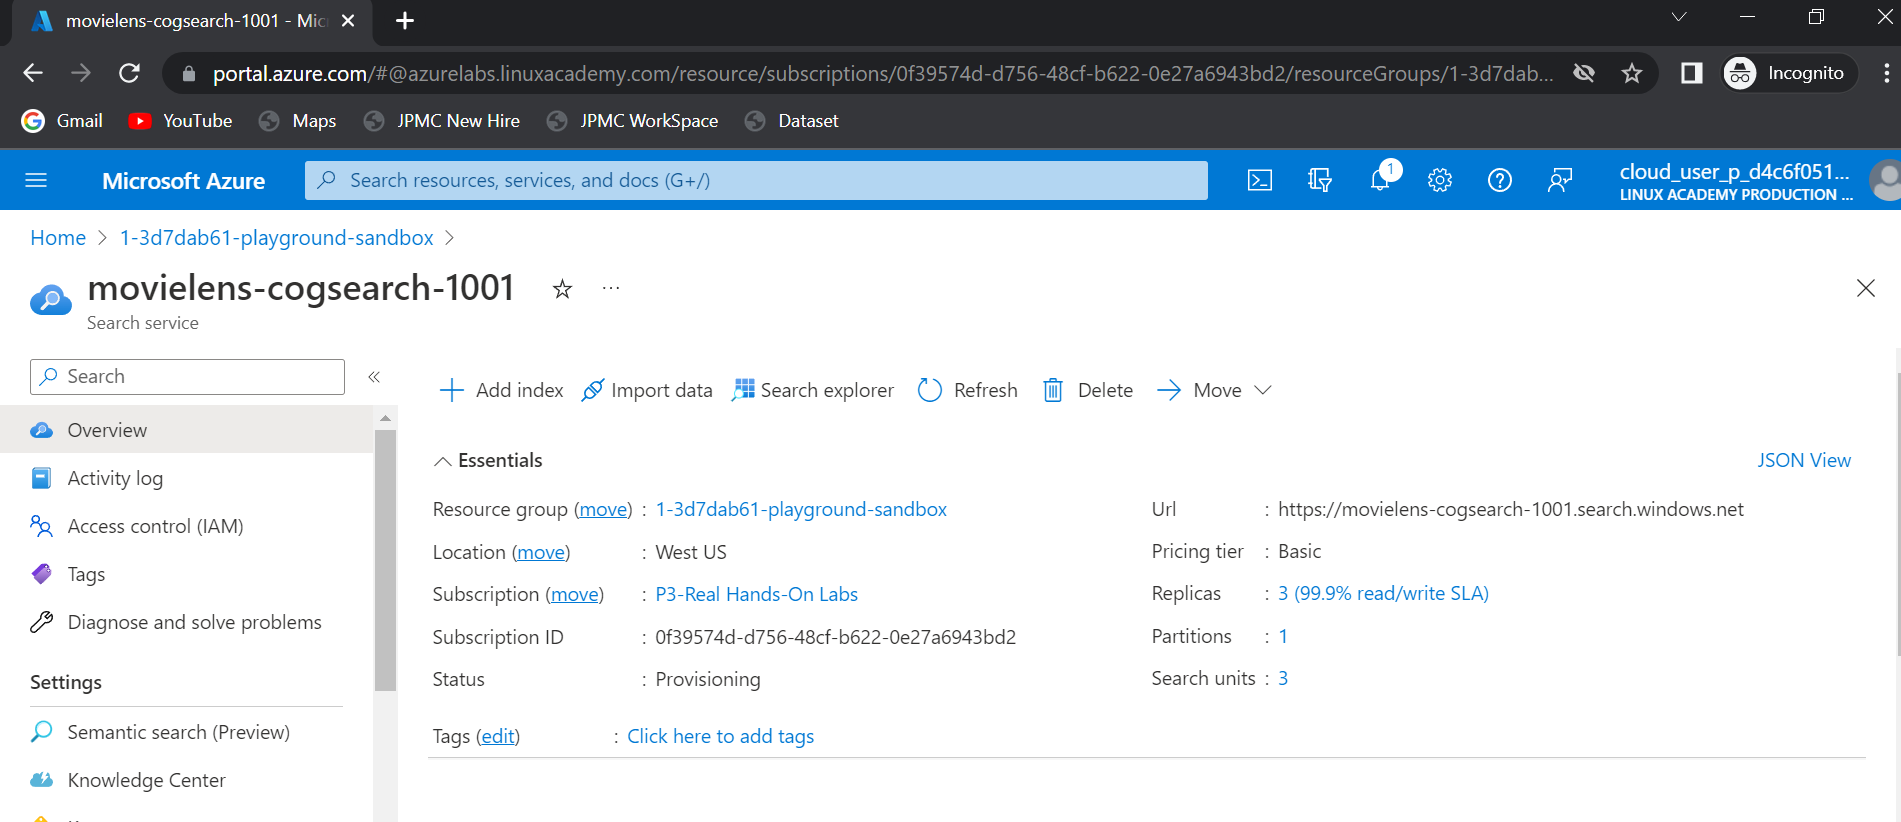 movielens-cogsearch-1001 - Mic
portal.azure.com/#@azurelabs.linuxacademy.com/resource/subscriptions/0f39574d-d756-48cf-b622-0e27a6943bd2/resourceGroups/1-3d7dab...
Incognito
Gmail
YouTube
Maps
JPMC New Hire
JPMC WorkSpace
Dataset
Microsoft Azure
Search resources, services, and docs (G+/)
1
cloud_user_p_d4c6f051...
LINUX ACADEMY PRODUCTION ...
Home > 1-3d7dab61-playground-sandbox >
movielens-cogsearch-1001
Search service
Search
Overview
Activity log
Access control (IAM)
Tags
Diagnose and solve problems
Settings
Semantic search (Preview)
Knowledge Center
Add index
Import data
Search explorer
Refresh
Delete
Move
Essentials
JSON View
Resource group (move) : 1-3d7dab61-playground-sandbox
Location (move) : West US
Subscription (move) : P3-Real Hands-On Labs
Subscription ID : 0f39574d-d756-48cf-b622-0e27a6943bd2
Status : Provisioning
Url : https://movielens-cogsearch-1001.search.windows.net
Pricing tier : Basic
Replicas : 3 (99.9% read/write SLA)
Partitions : 1
Search units : 3
Tags (edit) : Click here to add tags